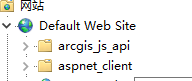 网站
Default Web Site
arcgis_js_api
aspnet_client